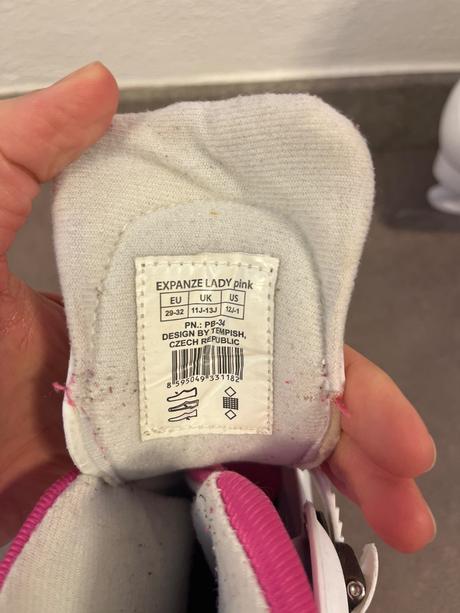 EXPANZE LADY pink
EU UK US
29-32 11J-13J 12J-1
PN.: PB-34
DESIGN BY TEMPISH,
CZECH REPUBLIC
8 595049 331182